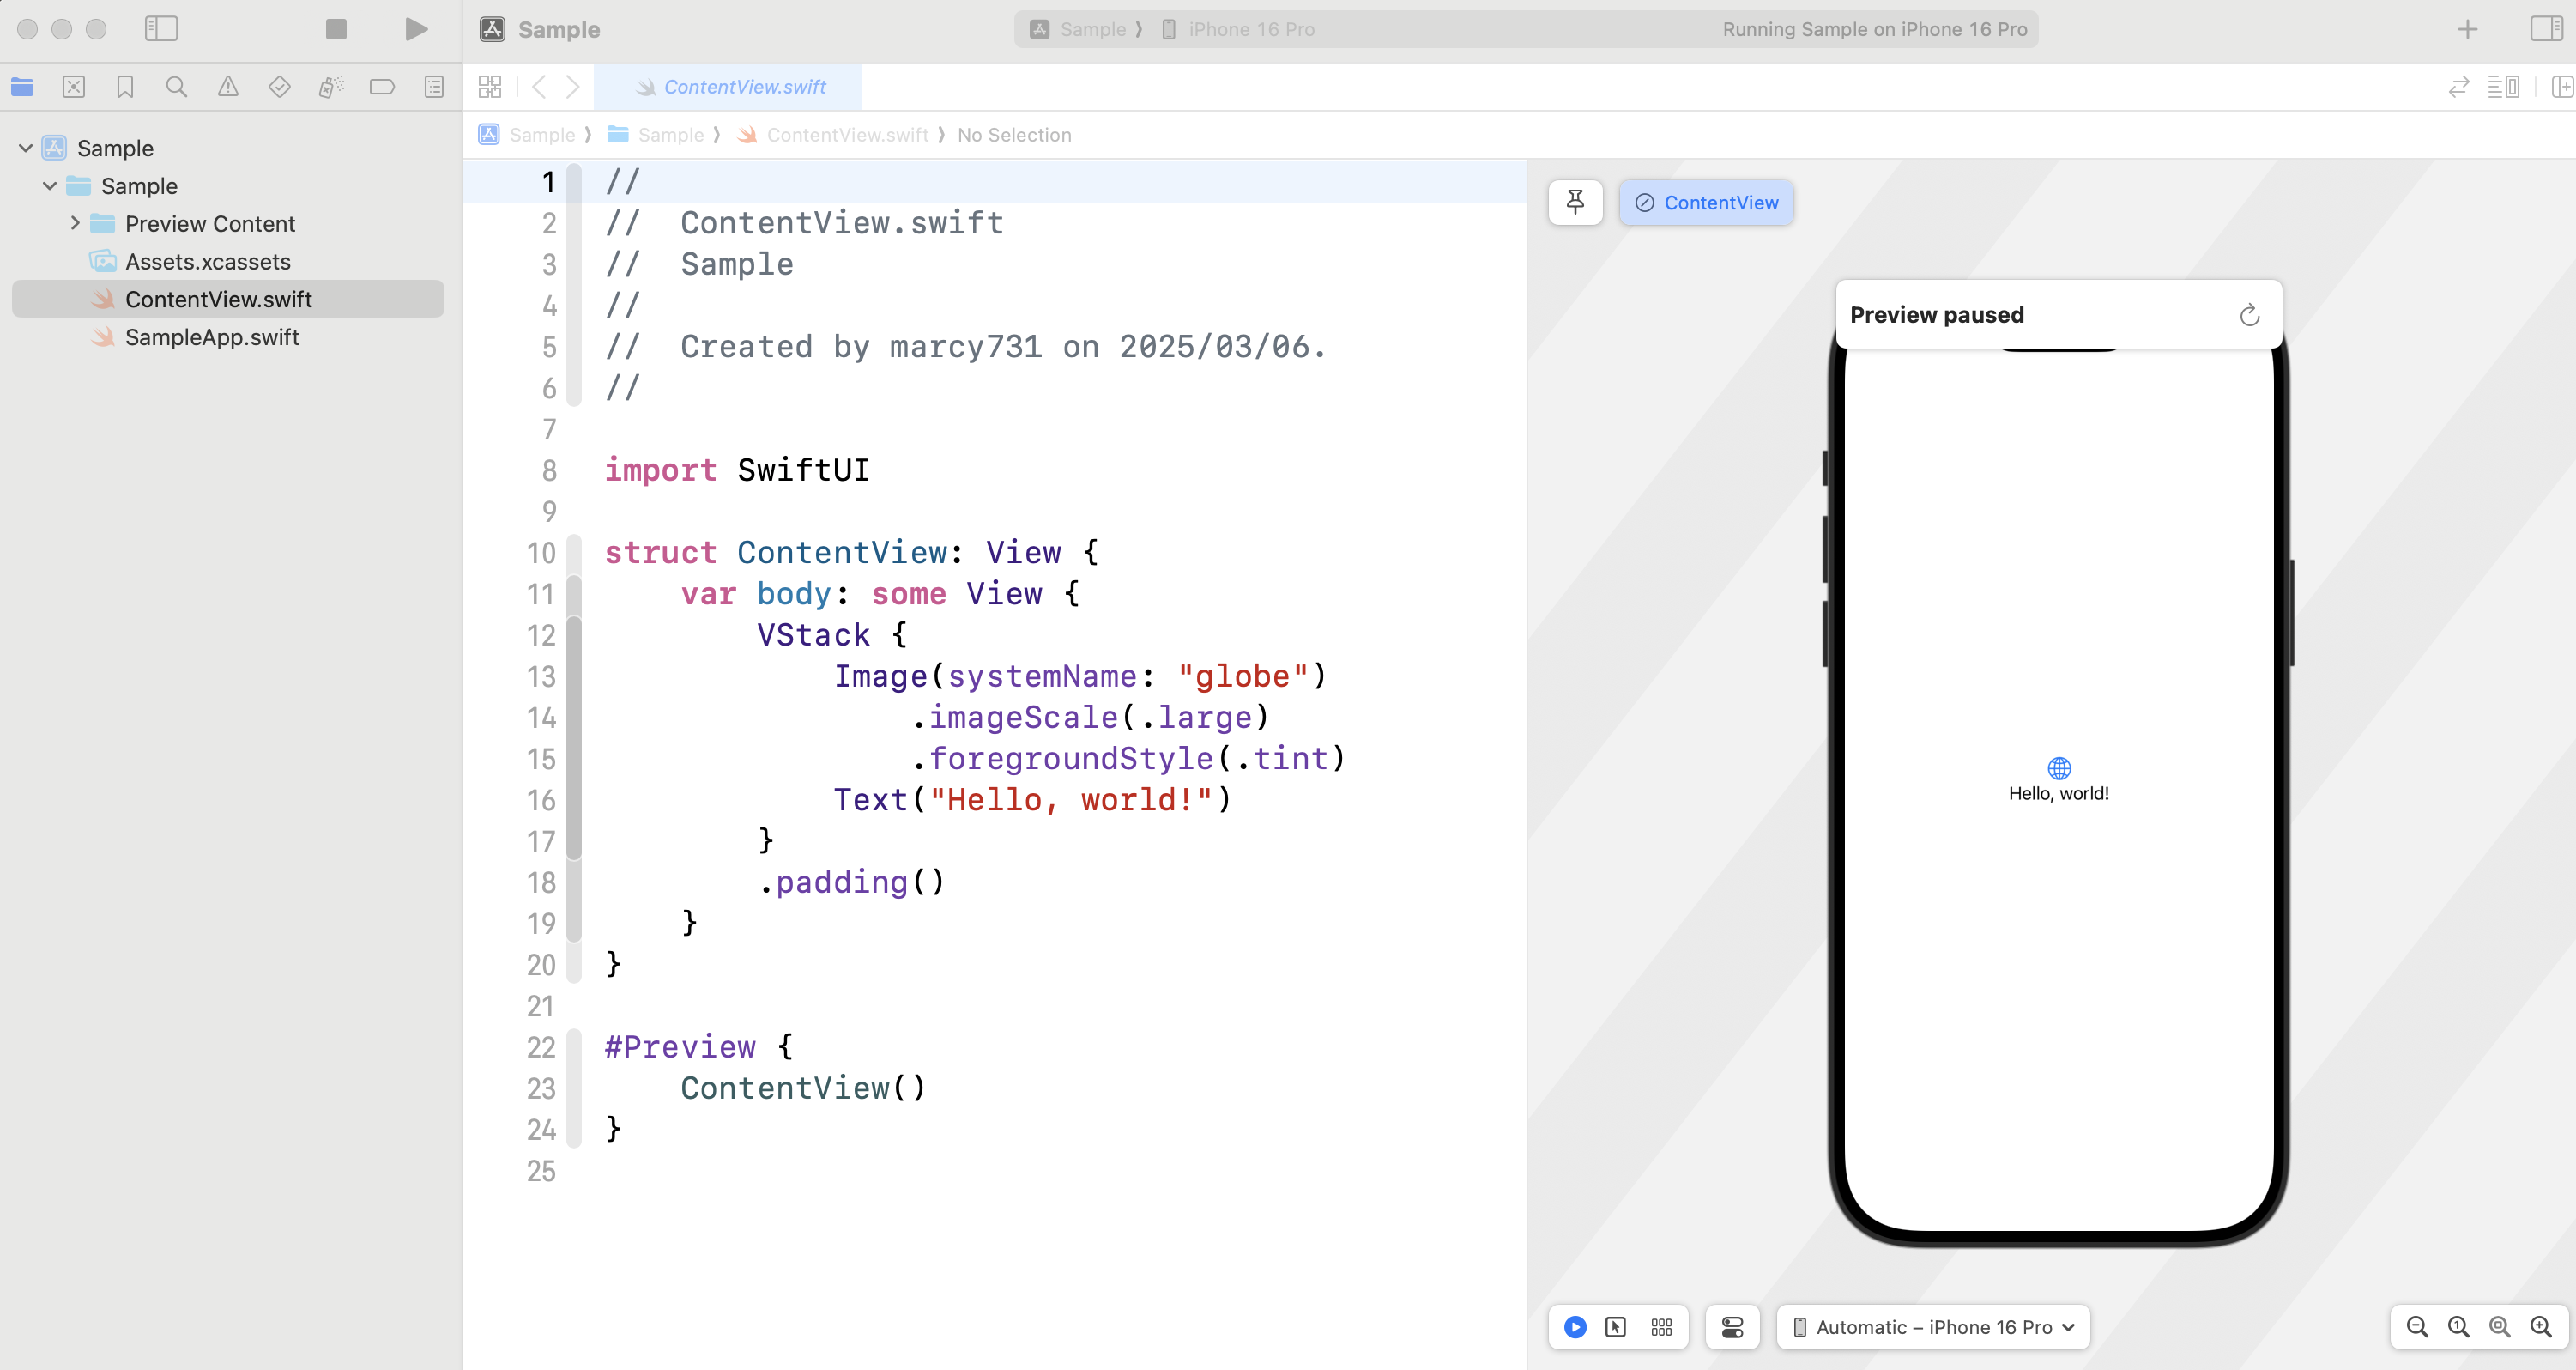 Sample
Sample ⟩ iPhone 16 Pro
Running Sample on iPhone 16 Pro
ContentView.swift
Sample ⟩ Sample ⟩ ContentView.swift ⟩ No Selection
Sample
Sample
Preview Content
Assets.xcassets
ContentView.swift
SampleApp.swift
1 //
2 //  ContentView.swift
3 //  Sample
4 //
5 //  Created by marcy731 on 2025/03/06.
6 //
7
8 import SwiftUI
9
10 struct ContentView: View {
11     var body: some View {
12         VStack {
13             Image(systemName: "globe")
14                 .imageScale(.large)
15                 .foregroundStyle(.tint)
16             Text("Hello, world!")
17         }
18         .padding()
19     }
20 }
21
22 #Preview {
23     ContentView()
24 }
25
ContentView
Preview paused
Hello, world!
Automatic – iPhone 16 Pro